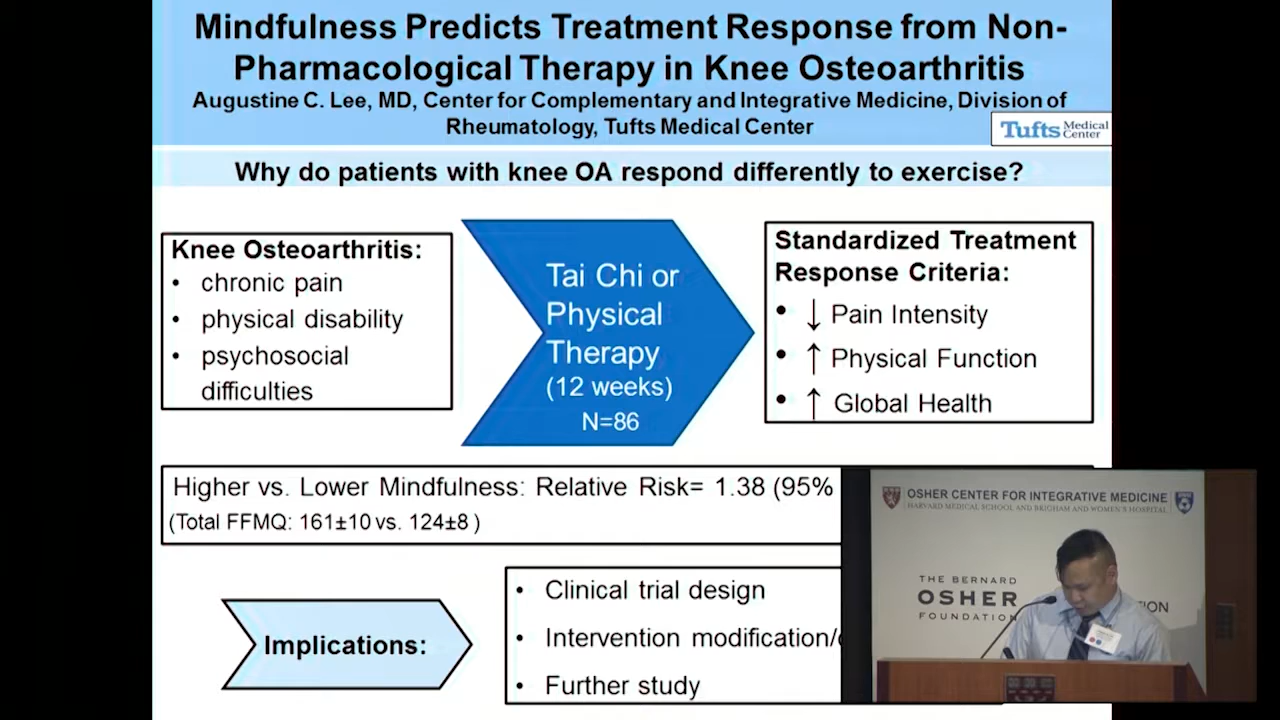 Mindfulness Predicts Treatment Response from Non-
Pharmacological Therapy in Knee Osteoarthritis
Augustine C. Lee, MD, Center for Complementary and Integrative Medicine, Division of
Rheumatology, Tufts Medical Center
Tufts Medical
Center
Why do patients with knee OA respond differently to exercise?
Knee Osteoarthritis:
• chronic pain
• physical disability
• psychosocial
difficulties
Tai Chi or
Physical
Therapy
(12 weeks)
N=86
Standardized Treatment
Response Criteria:
• ↓ Pain Intensity
• ↑ Physical Function
• ↑ Global Health
Higher vs. Lower Mindfulness: Relative Risk= 1.38 (95%
(Total FFMQ: 161±10 vs. 124±8 )
Implications:
• Clinical trial design
• Intervention modification/
• Further study
OSHER CENTER FOR INTEGRATIVE MEDICINE
HARVARD MEDICAL SCHOOL AND BRIGHAM AND WOMEN'S HOSPITAL
THE BERNARD
OSHER
FOUNDATION